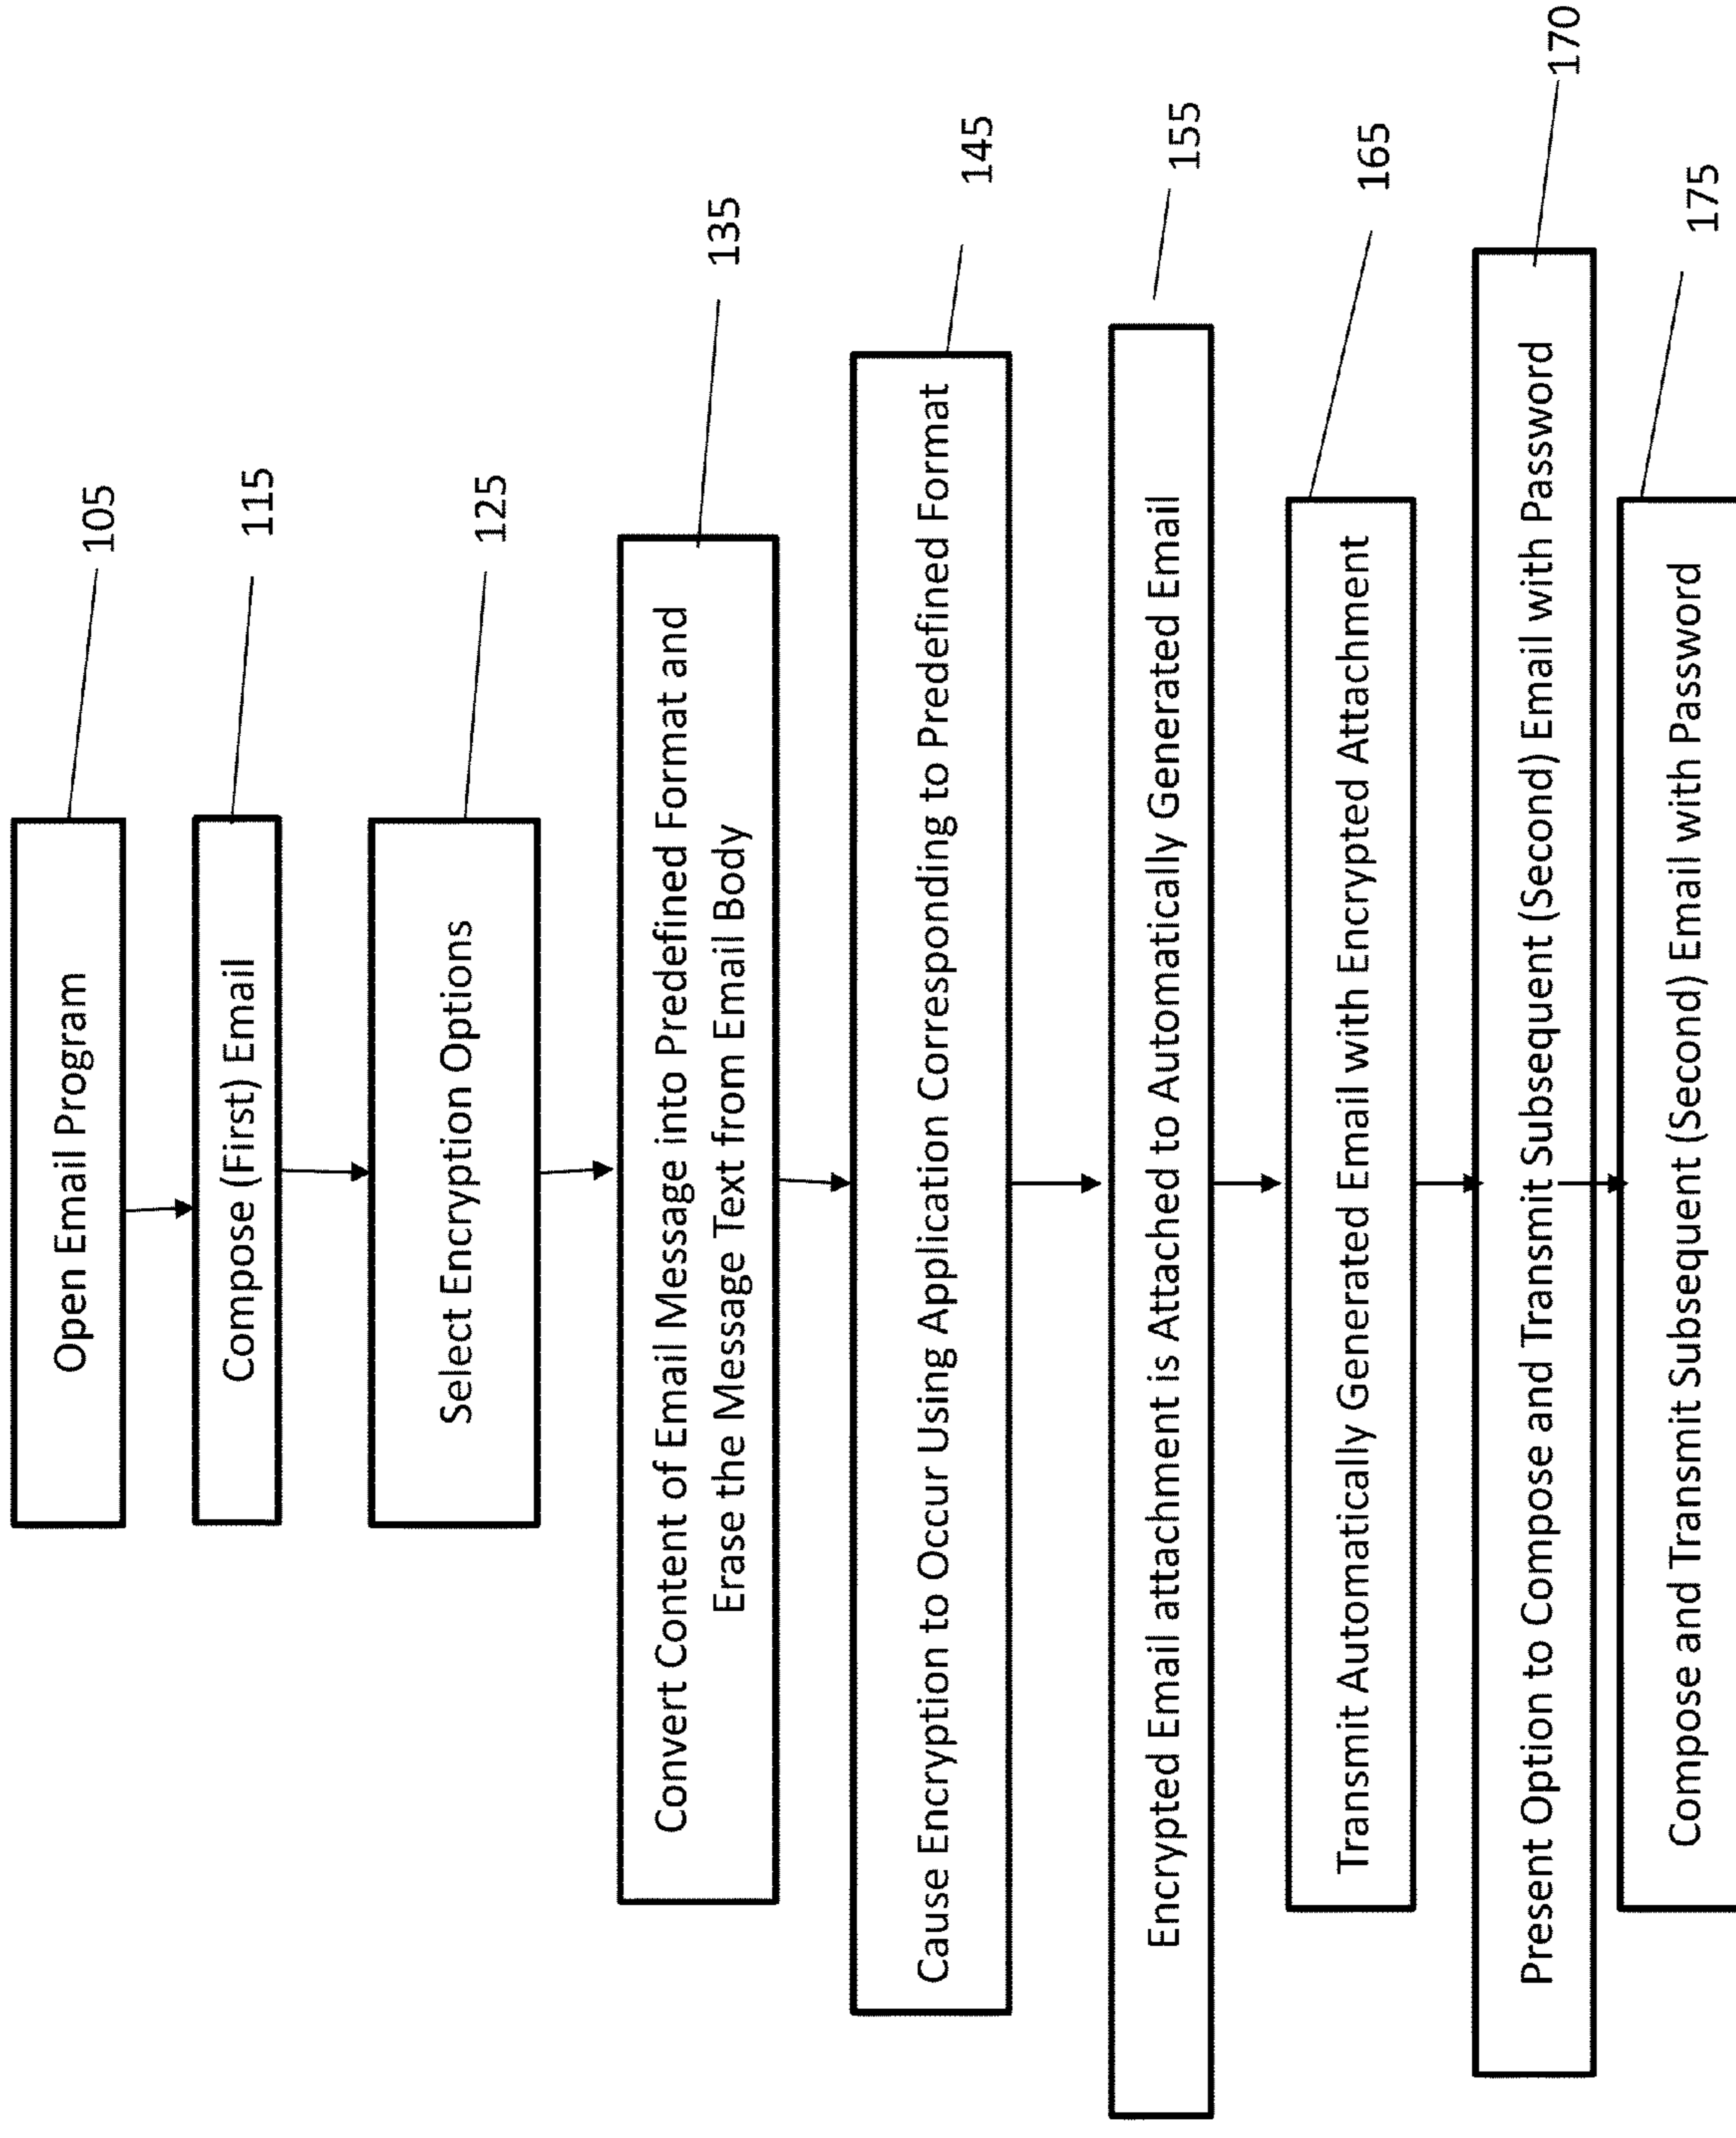 Open Email Program
105
Compose (First) Email
115
Select Encryption Options
125
Convert Content of Email Message into Predefined Format and
Erase the Message Text from Email Body
135
Cause Encryption to Occur Using Application Corresponding to Predefined Format
145
Encrypted Email attachment is Attached to Automatically Generated Email
155
Transmit Automatically Generated Email with Encrypted Attachment
165
Present Option to Compose and Transmit Subsequent (Second) Email with Password
170
Compose and Transmit Subsequent (Second) Email with Password
175